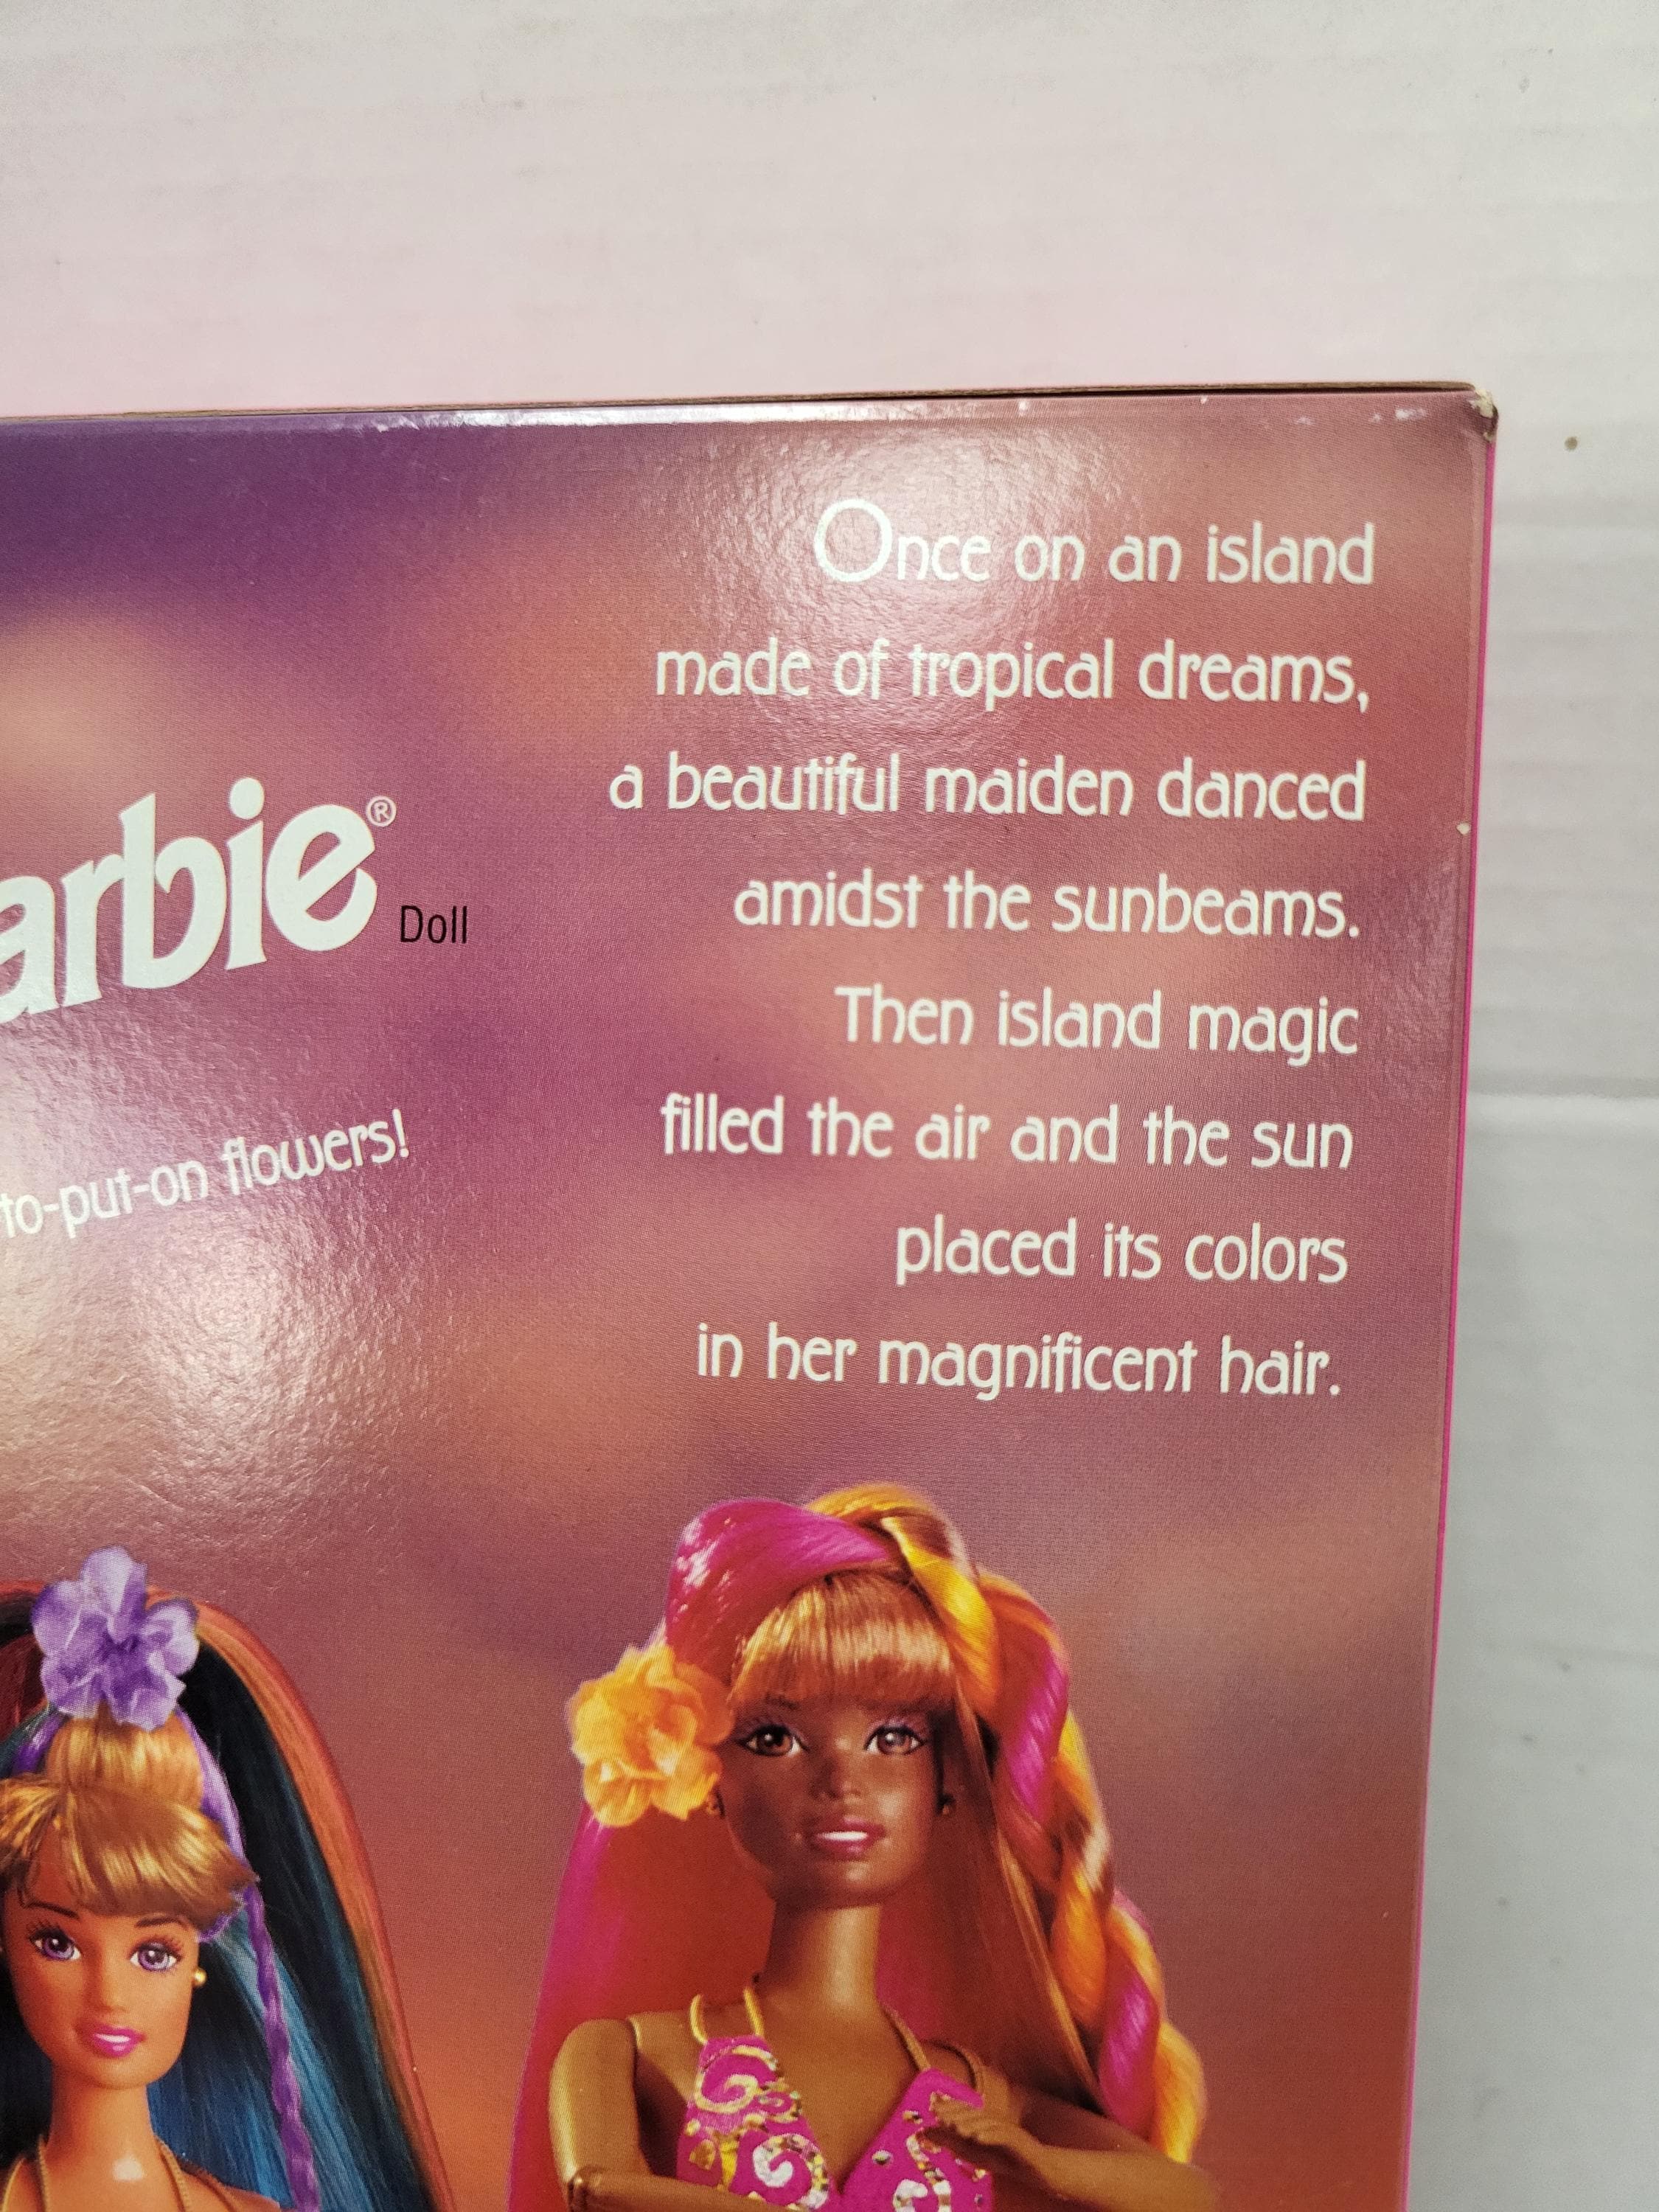 Once on an island
made of tropical dreams,
a beautiful maiden danced
amidst the sunbeams.
Then island magic
filled the air and the sun
placed its colors
in her magnificent hair.
arbie® Doll
to-put-on flowers!